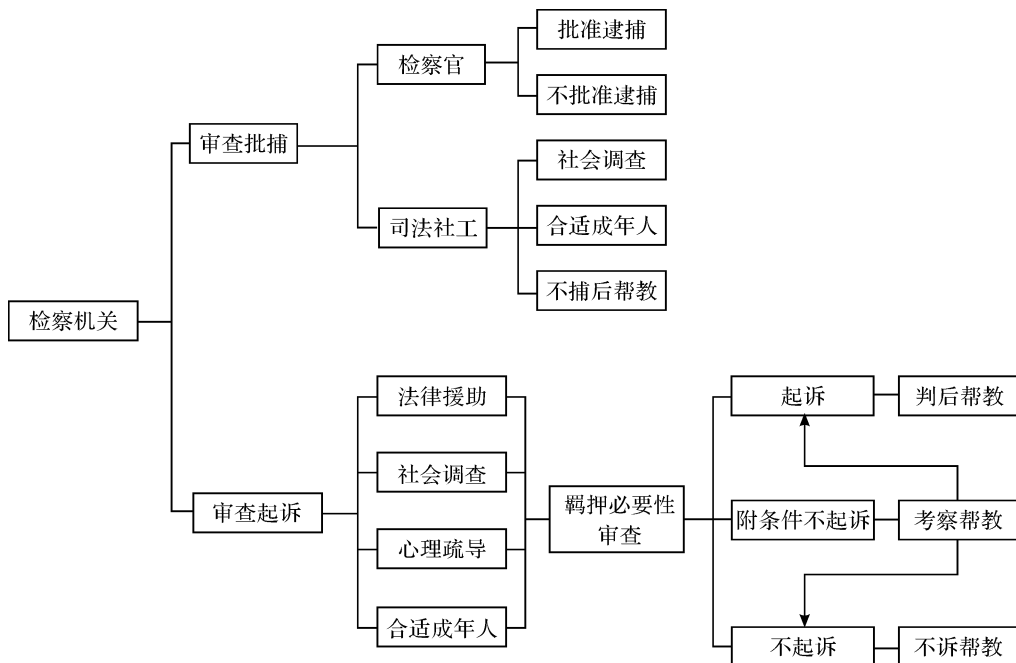 批准逮捕
检察官
不批准逮捕
审查批捕
社会调查
司法社工
合适成年人
不捕后帮教
检察机关
法律援助
起诉
判后帮教
社会调查
审查起诉
羁押必要性
审查
附条件不起诉
考察帮教
心理疏导
合适成年人
不起诉
不诉帮教